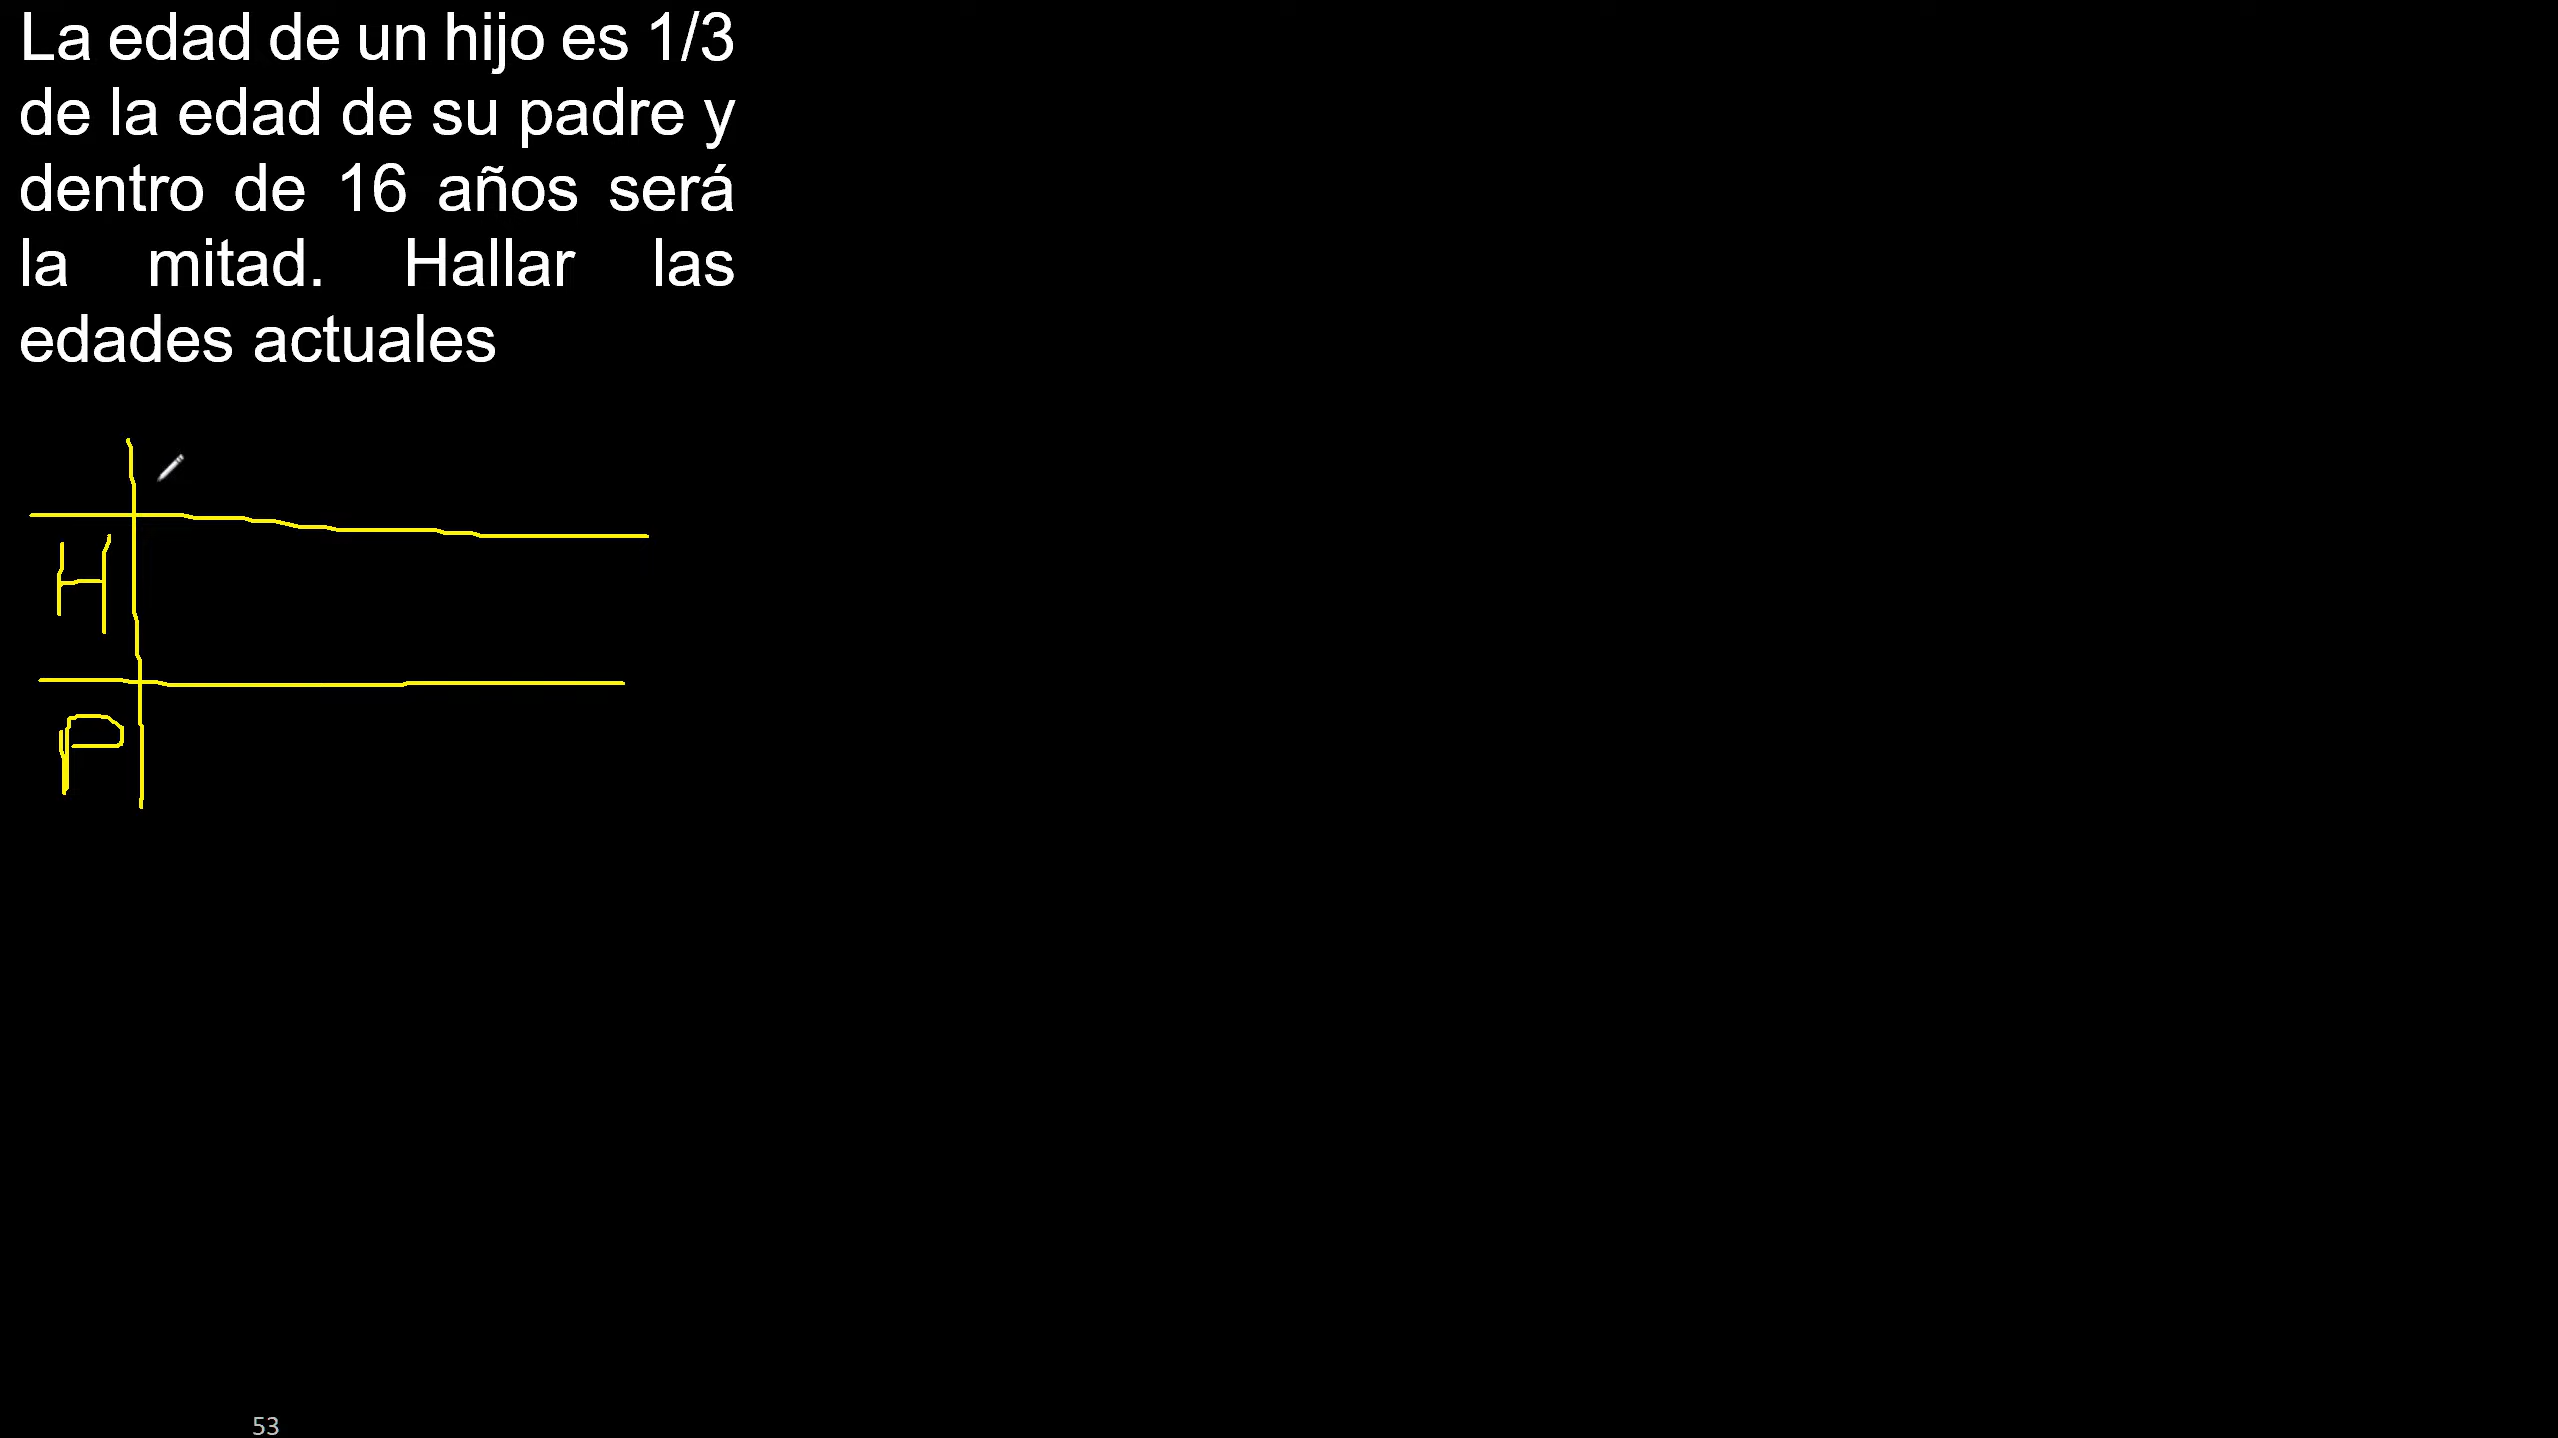 La edad de un hijo es 1/3
de la edad de su padre y
dentro de 16 años será
la mitad. Hallar las
edades actuales
H
P
53